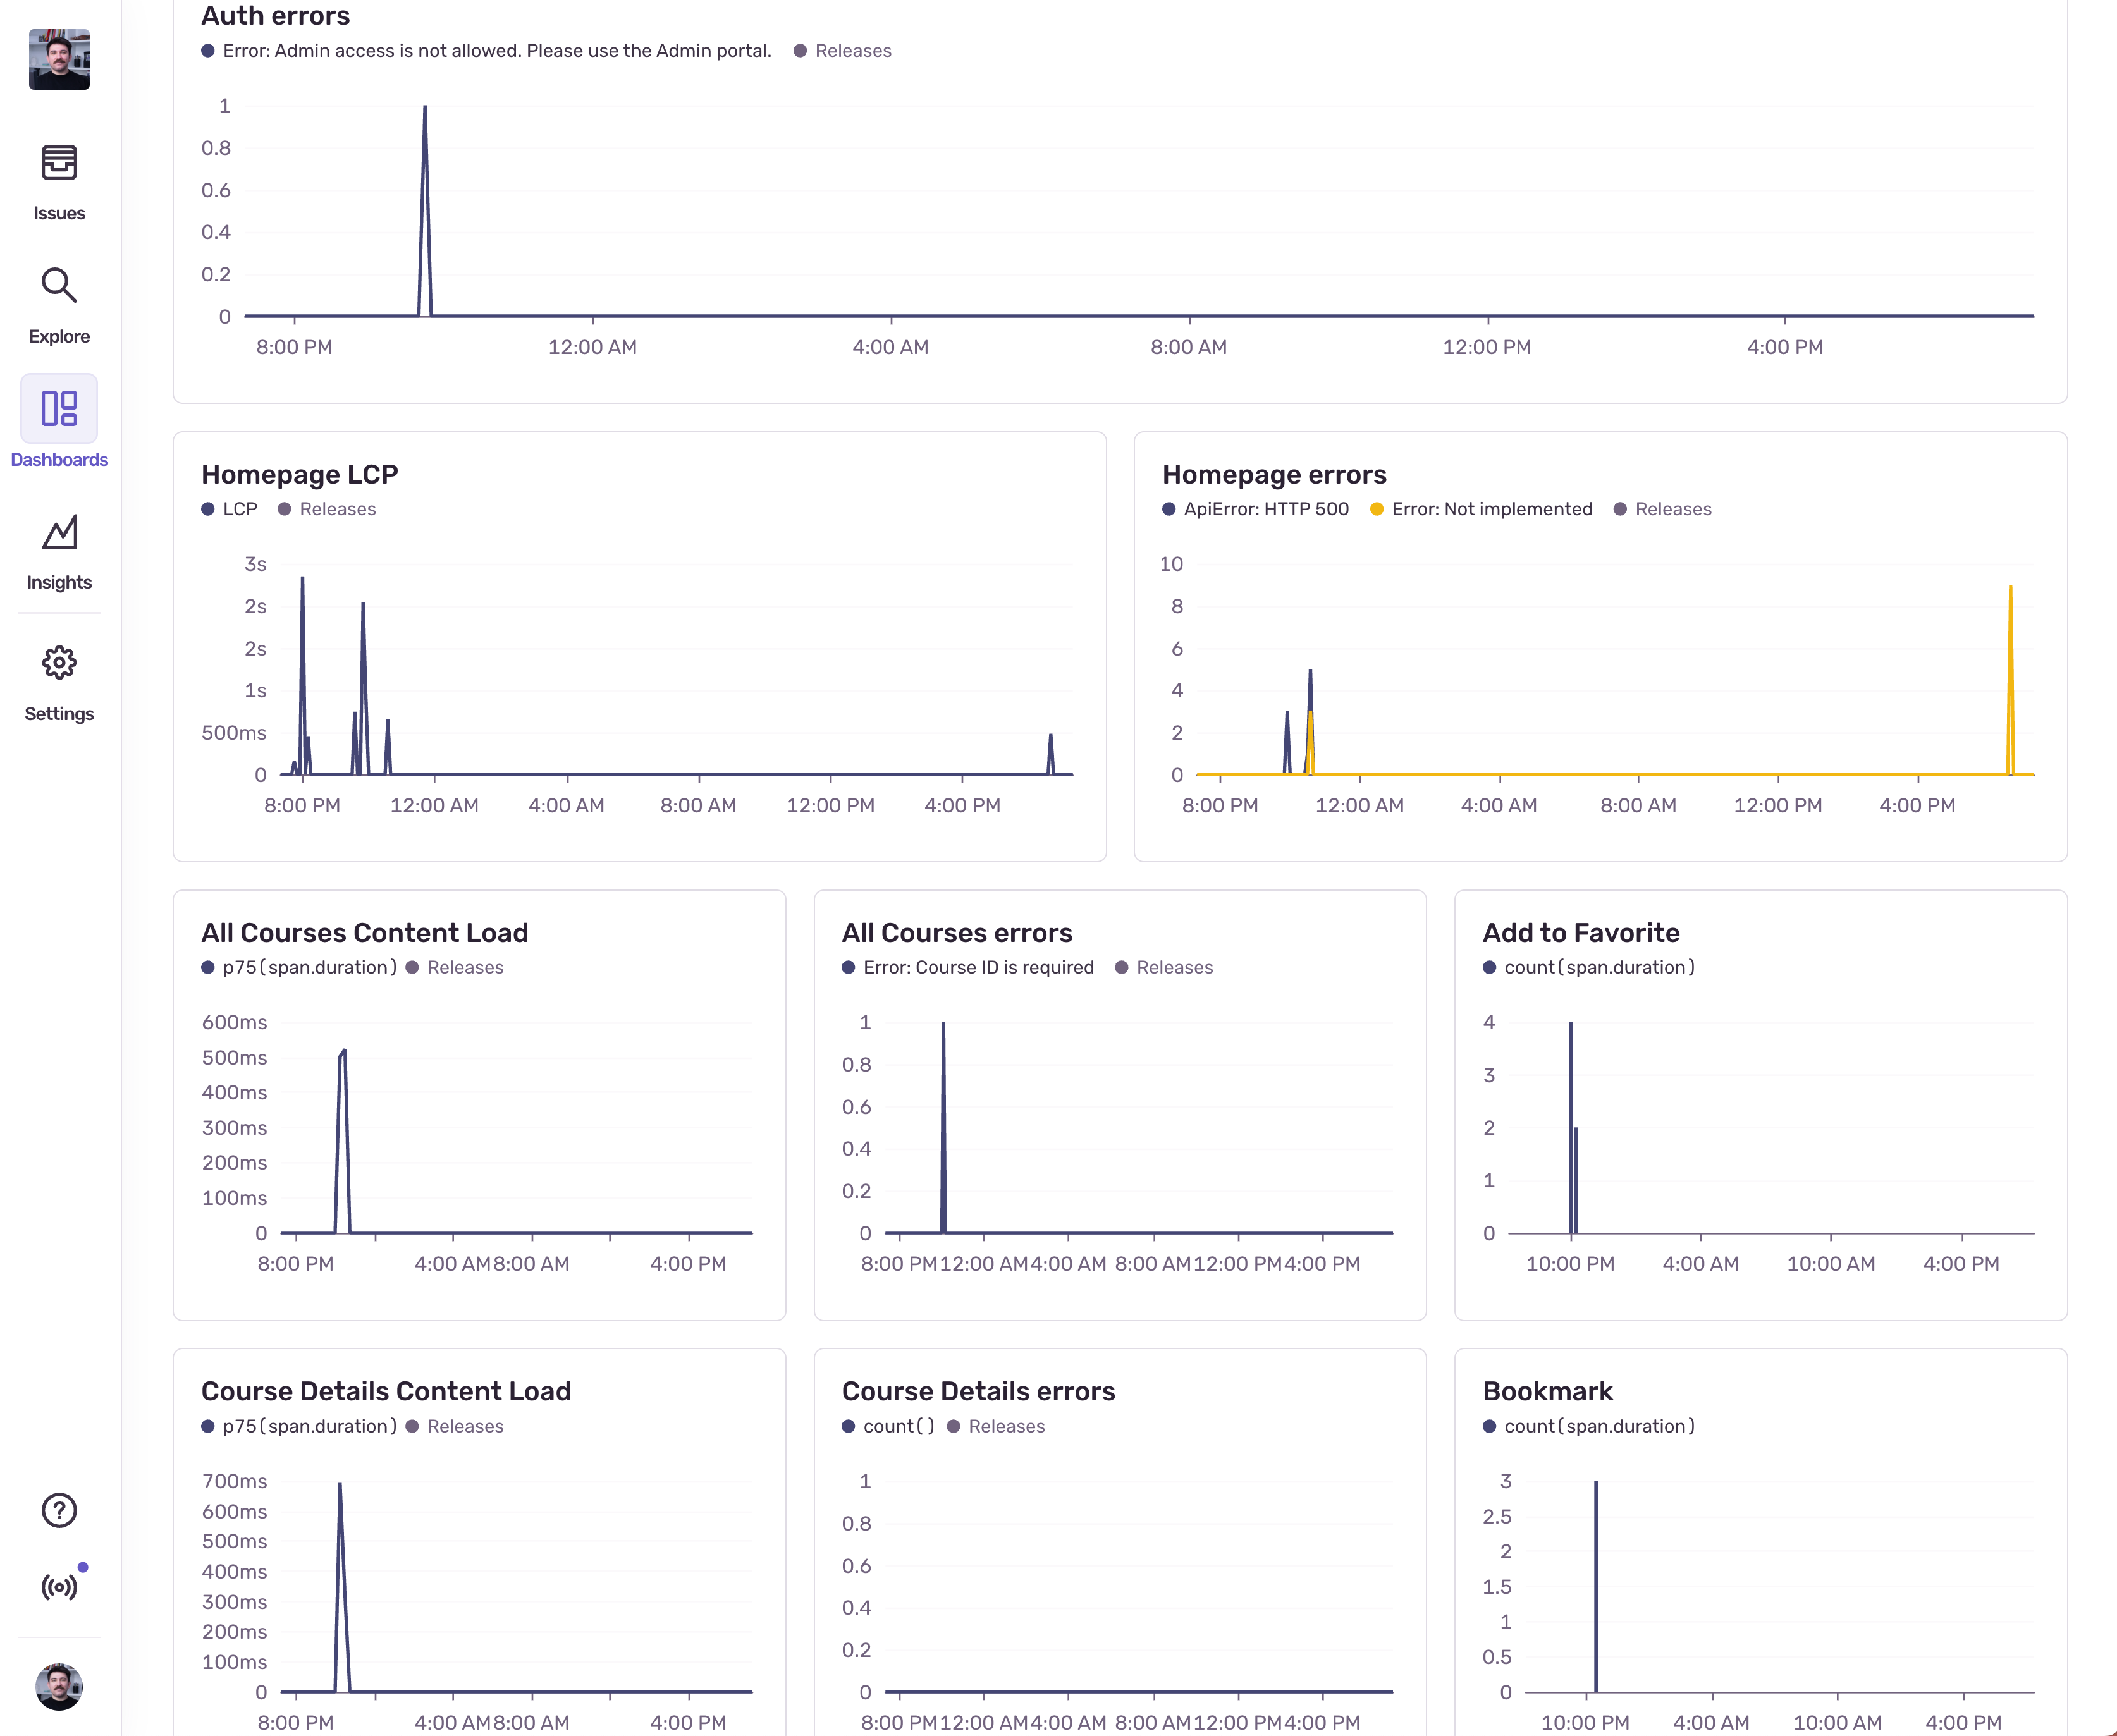 Issues
Explore
Dashboards
Insights
Settings
Auth errors
Error: Admin access is not allowed. Please use the Admin portal. Releases
1
0.8
0.6
0.4
0.2
0
8:00 PM 12:00 AM 4:00 AM 8:00 AM 12:00 PM 4:00 PM
Homepage LCP
LCP Releases
3s
2s
2s
1s
500ms
0
8:00 PM 12:00 AM 4:00 AM 8:00 AM 12:00 PM 4:00 PM
Homepage errors
ApiError: HTTP 500 Error: Not implemented Releases
10
8
6
4
2
0
8:00 PM 12:00 AM 4:00 AM 8:00 AM 12:00 PM 4:00 PM
All Courses Content Load
p75(span.duration) Releases
600ms
500ms
400ms
300ms
200ms
100ms
0
8:00 PM 4:00 AM 8:00 AM 4:00 PM
All Courses errors
Error: Course ID is required Releases
1
0.8
0.6
0.4
0.2
0
8:00 PM 12:00 AM 4:00 AM 8:00 AM 12:00 PM 4:00 PM
Add to Favorite
count(span.duration)
4
3
2
1
0
10:00 PM 4:00 AM 10:00 AM 4:00 PM
Course Details Content Load
p75(span.duration) Releases
700ms
600ms
500ms
400ms
300ms
200ms
100ms
0
8:00 PM 4:00 AM 8:00 AM 4:00 PM
Course Details errors
count() Releases
1
0.8
0.6
0.4
0.2
0
8:00 PM 12:00 AM 4:00 AM 8:00 AM 12:00 PM 4:00 PM
Bookmark
count(span.duration)
3
2.5
2
1.5
1
0.5
0
10:00 PM 4:00 AM 10:00 AM 4:00 PM